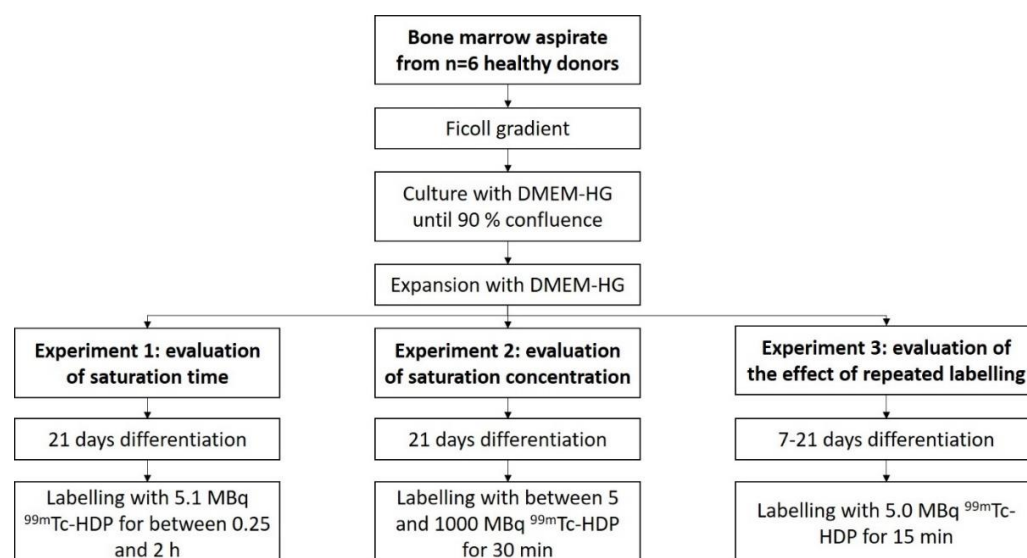 Bone marrow aspirate
from n=6 healthy donors
Ficoll gradient
Culture with DMEM-HG
until 90 % confluence
Expansion with DMEM-HG
Experiment 1: evaluation
of saturation time
21 days differentiation
Labelling with 5.1 MBq
⁹⁹ᵐTc-HDP for between 0.25
and 2 h
Experiment 2: evaluation
of saturation concentration
21 days differentiation
Labelling with between 5
and 1000 MBq ⁹⁹ᵐTc-HDP
for 30 min
Experiment 3: evaluation of
the effect of repeated labelling
7-21 days differentiation
Labelling with 5.0 MBq ⁹⁹ᵐTc-
HDP for 15 min